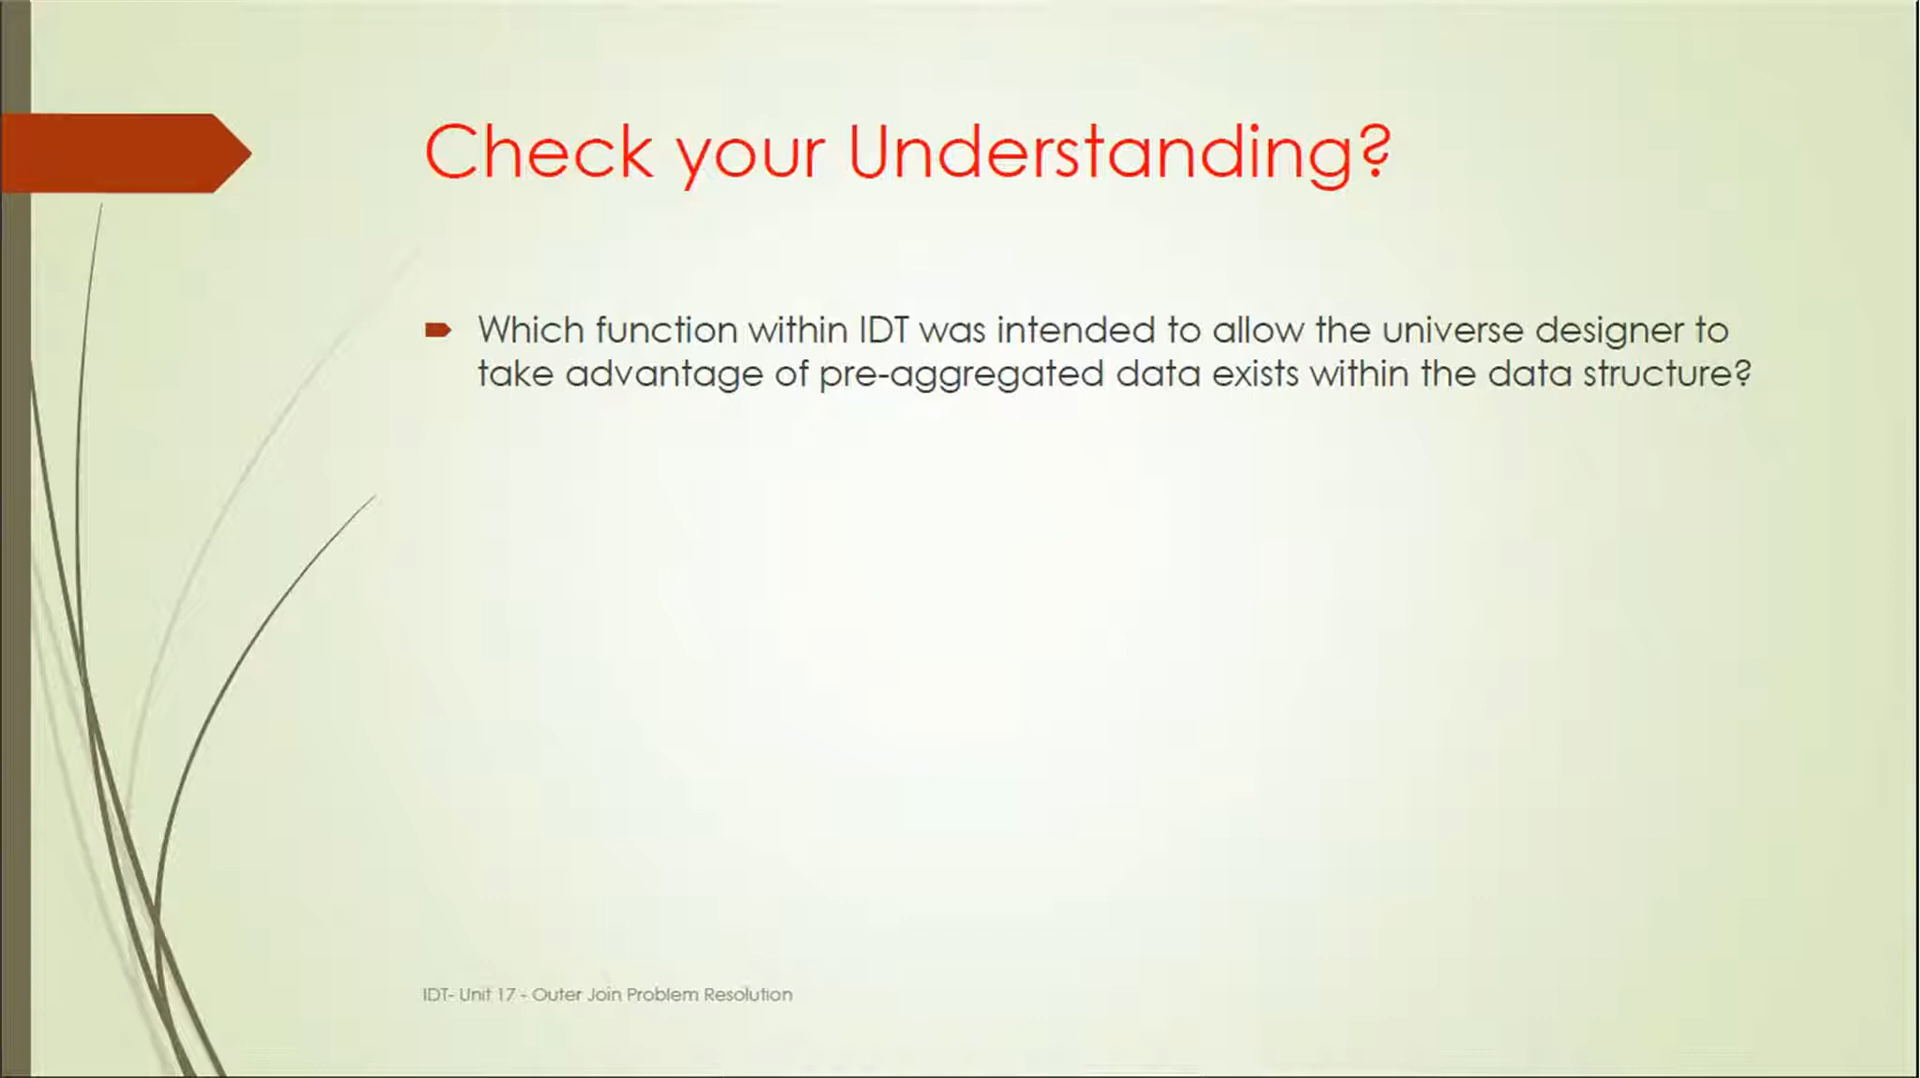 Check your Understanding?
Which function within IDT was intended to allow the universe designer to
take advantage of pre-aggregated data exists within the data structure?
IDT- Unit 17 - Outer Join Problem Resolution